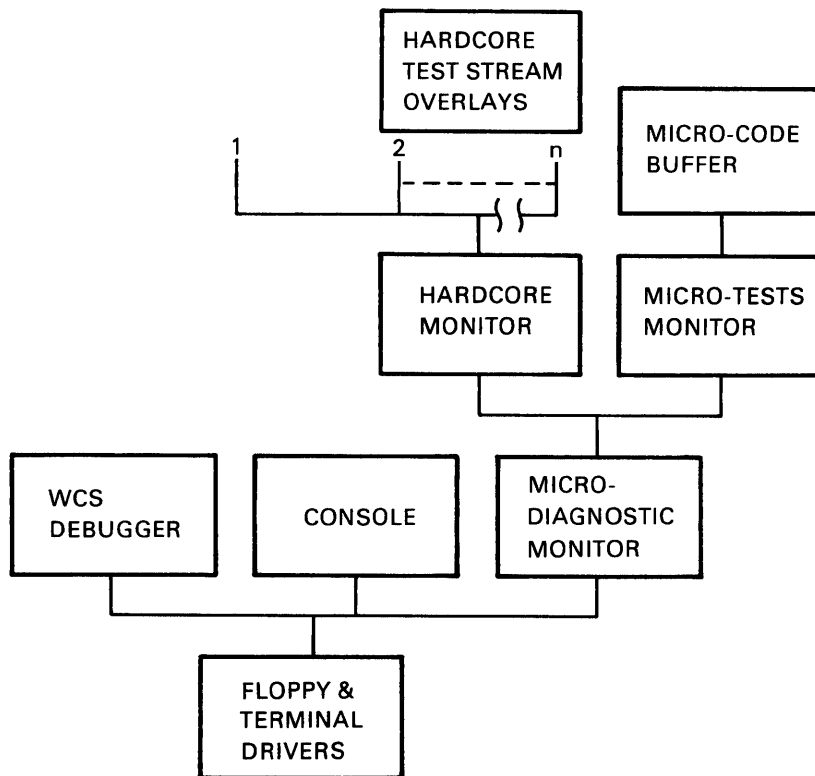 HARDCORE
TEST STREAM
OVERLAYS
MICRO-CODE
BUFFER
1
2
n
HARDCORE
MONITOR
MICRO-TESTS
MONITOR
WCS
DEBUGGER
CONSOLE
MICRO-
DIAGNOSTIC
MONITOR
FLOPPY &
TERMINAL
DRIVERS